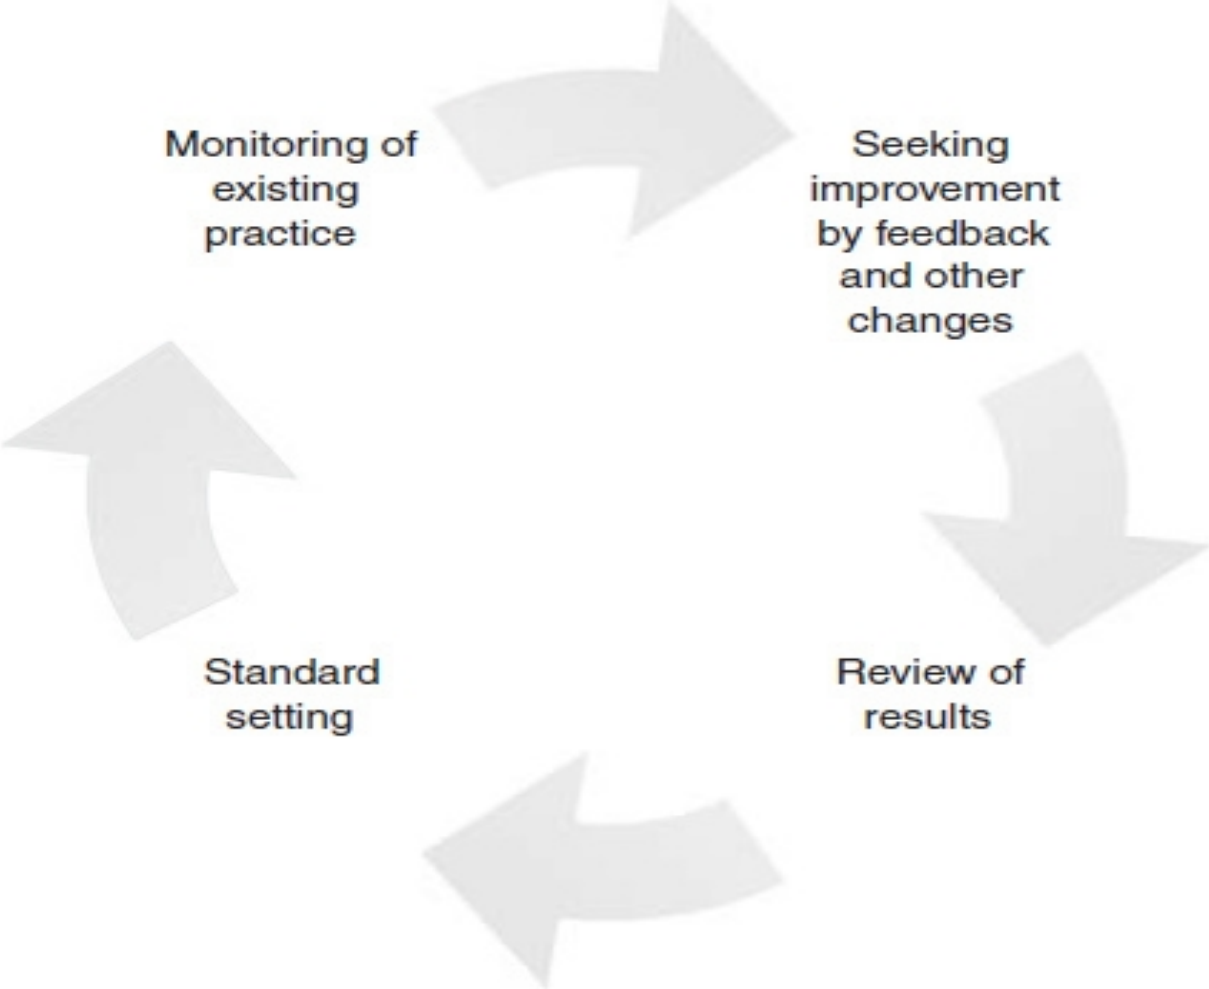 Monitoring of
existing
practice
Seeking
improvement
by feedback
and other
changes
Standard
setting
Review of
results